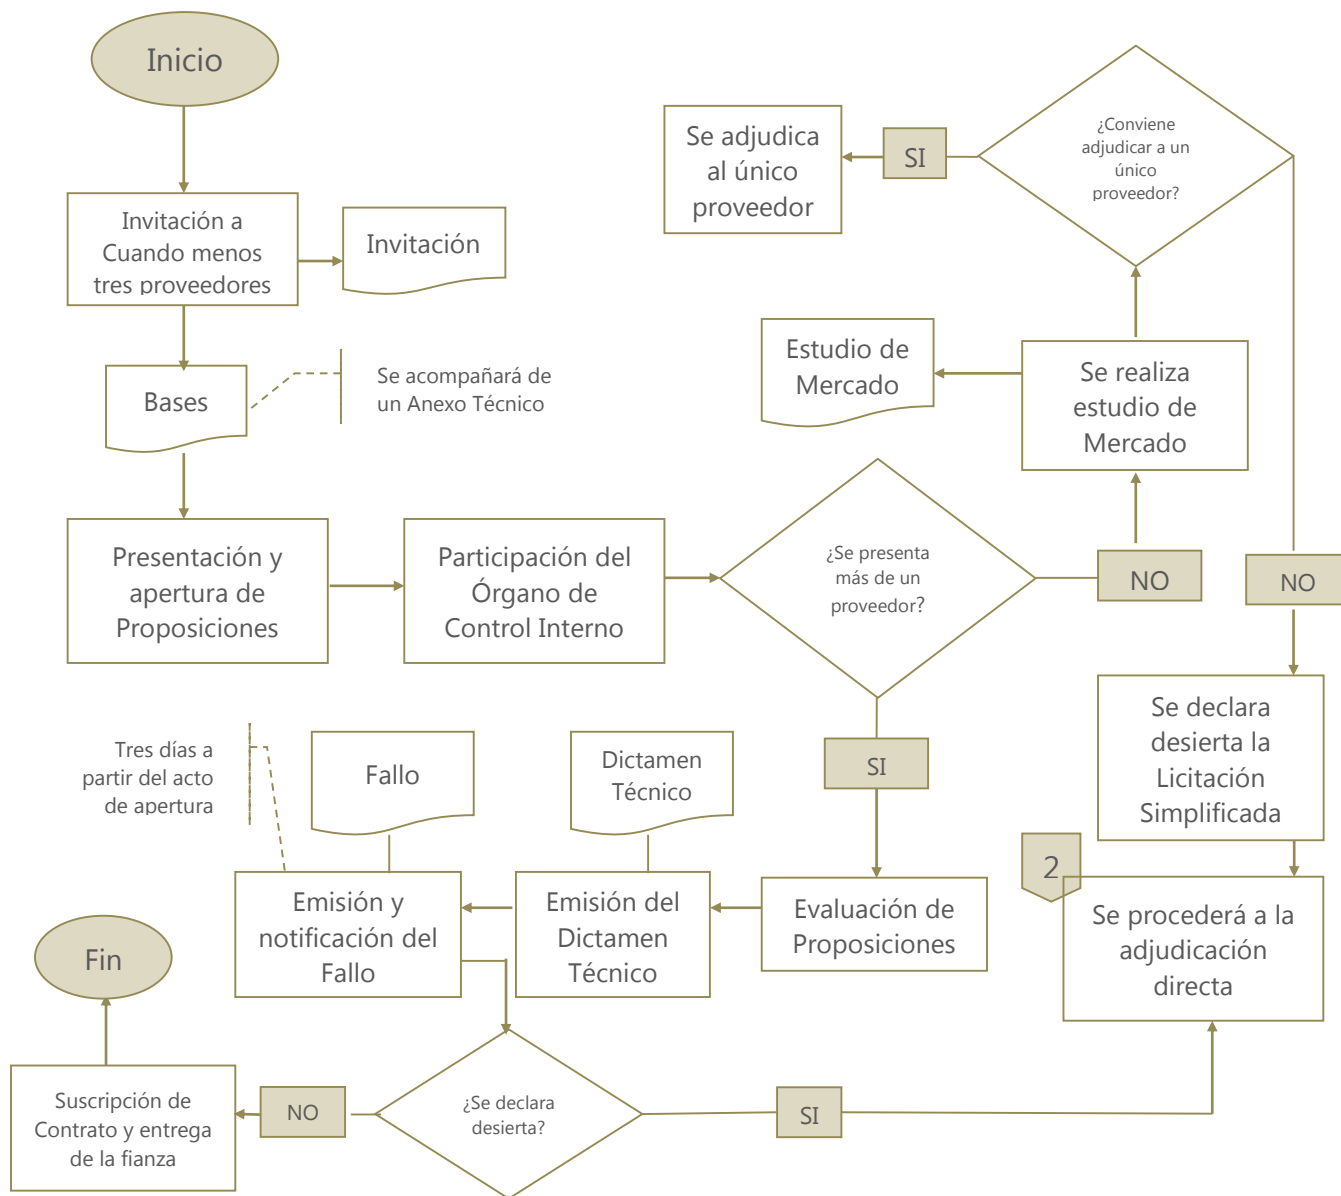 Inicio
Invitación a
Cuando menos
tres proveedores
Invitación
Bases
Se acompañará de
un Anexo Técnico
Presentación y
apertura de
Proposiciones
Participación del
Órgano de
Control Interno
¿Se presenta
más de un
proveedor?
NO
Se realiza
estudio de
Mercado
Estudio de
Mercado
¿Conviene
adjudicar a un
único
proveedor?
SI
Se adjudica
al único
proveedor
NO
Se declara
desierta la
Licitación
Simplificada
2
Se procederá a la
adjudicación
directa
SI
Evaluación de
Proposiciones
Dictamen
Técnico
Emisión del
Dictamen
Técnico
Fallo
Tres días a
partir del acto
de apertura
Emisión y
notificación del
Fallo
¿Se declara
desierta?
SI
NO
Suscripción de
Contrato y entrega
de la fianza
Fin